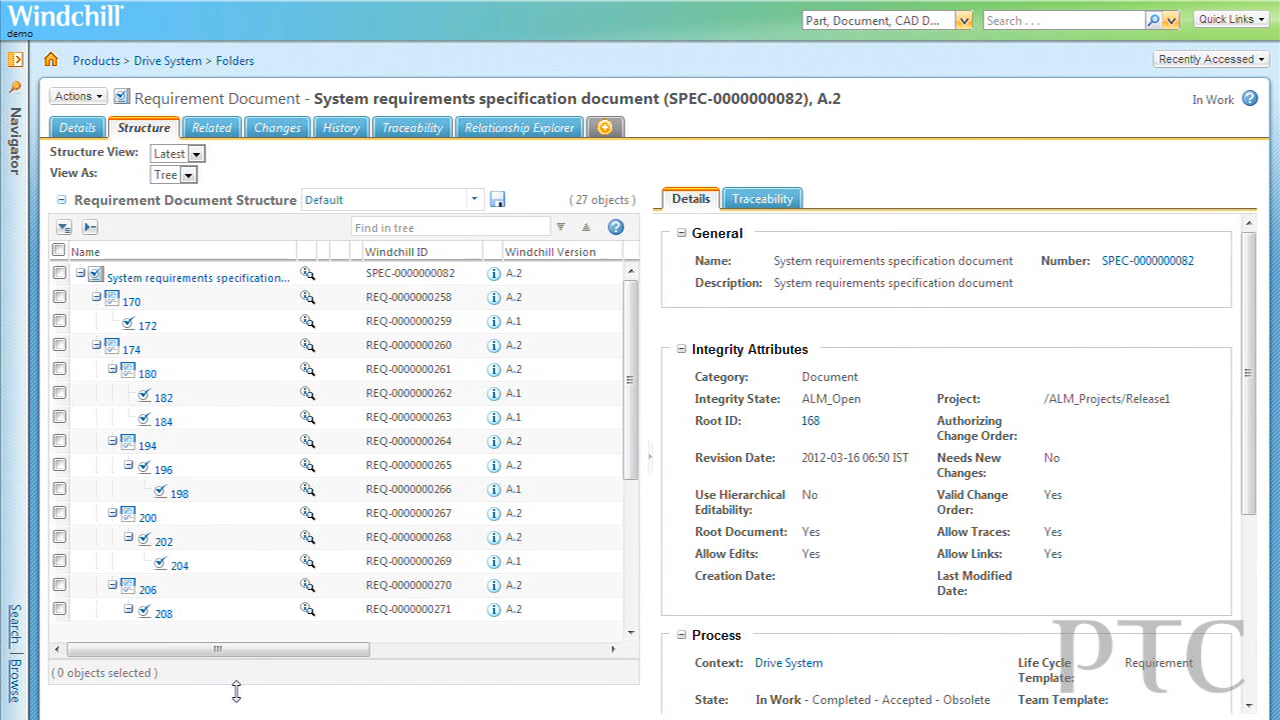 Windchill
demo
Part, Document, CAD D...
Search . . .
Quick Links
Products > Drive System > Folders
Recently Accessed
Navigator
Actions
Requirement Document - System requirements specification document (SPEC-0000000082), A.2
In Work
Details Structure Related Changes History Traceability Relationship Explorer
Structure View: Latest
View As: Tree
Requirement Document Structure Default ( 27 objects )
Find in tree
Name Windchill ID Windchill Version
System requirements specification... SPEC-0000000082 A.2
170 REQ-0000000258 A.2
172 REQ-0000000259 A.1
174 REQ-0000000260 A.2
180 REQ-0000000261 A.2
182 REQ-0000000262 A.1
184 REQ-0000000263 A.1
194 REQ-0000000264 A.2
196 REQ-0000000265 A.2
198 REQ-0000000266 A.1
200 REQ-0000000267 A.2
202 REQ-0000000268 A.2
204 REQ-0000000269 A.1
206 REQ-0000000270 A.2
208 REQ-0000000271 A.2
( 0 objects selected )
Search | Browse
Details Traceability
General
Name: System requirements specification document Number: SPEC-0000000082
Description: System requirements specification document
Integrity Attributes
Category: Document
Integrity State: ALM_Open Project: /ALM_Projects/Release1
Root ID: 168 Authorizing
Change Order:
Revision Date: 2012-03-16 06:50 IST Needs New No
Changes:
Use Hierarchical No Valid Change Yes
Editability: Order:
Root Document: Yes Allow Traces: Yes
Allow Edits: Yes Allow Links: Yes
Creation Date: Last Modified
Date:
Process
Context: Drive System Life Cycle Requirement
Template:
State: In Work - Completed - Accepted - Obsolete Team Template:
PTC